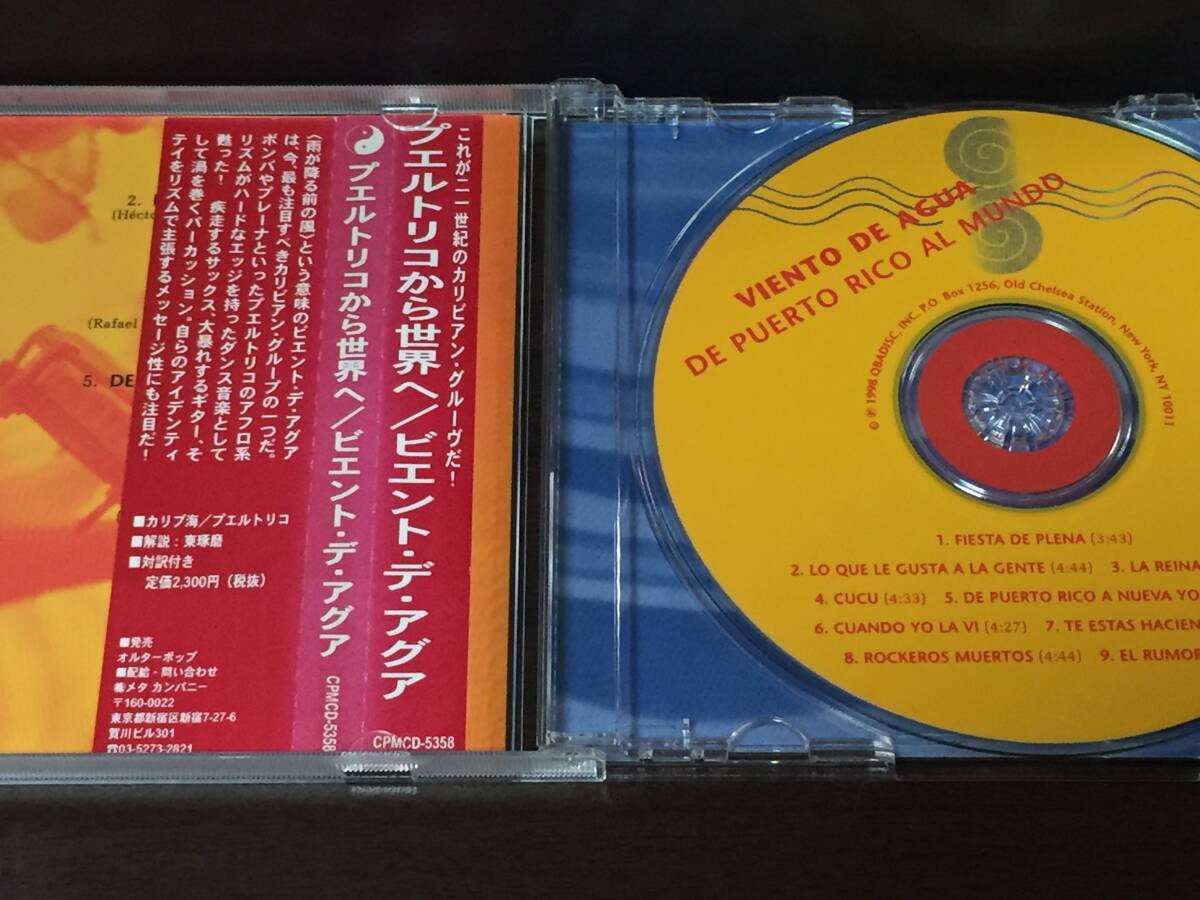 2.
(Hécto
(Rafael
5. DE
これが二一世紀のカリビアン・グルーヴだ!
プエルトリコから世界へ/ビエント・デ・アグア
CPMCD-5358
プエルトリコから世界へ/ビエント・デ・アグア
CPMCD-5358
〈雨が降る前の風〉という意味のビエント・デ・アグア
は、今、最も注目すべきカリビアン・グループの一つだ。
ボンバやプレーナといったプエルトリコのアフロ系
リズムがハードなエッジを持ったダンス音楽として
甦った! 疾走するサックス、大暴れするギター、そ
して渦を巻くパーカッション。自らのアイデンティ
テイをリズムで主張するメッセージ性にも注目だ!
■カリブ海/プエルトリコ
■解説:東琢磨
■対訳付き
定価2,300円(税抜)
■発売
オルターポップ
■配給・問い合わせ
㈱メタ カンパニー
〒160-0022
東京都新宿区新宿7-27-6
賀川ビル301
☎03-5273-2821
VIENTO DE AGUA
DE PUERTO RICO AL MUNDO
© ℗ 1998 QBADISC, INC. P.O. Box 1256, Old Chelsea Station, New York, NY 10011
1. FIESTA DE PLENA (3:43)
2. LO QUE LE GUSTA A LA GENTE (4:44) 3. LA REINA
4. CUCU (4:33) 5. DE PUERTO RICO A NUEVA YO
6. CUANDO YO LA VI (4:27) 7. TE ESTAS HACIEN
8. ROCKEROS MUERTOS (4:44) 9. EL RUMOR